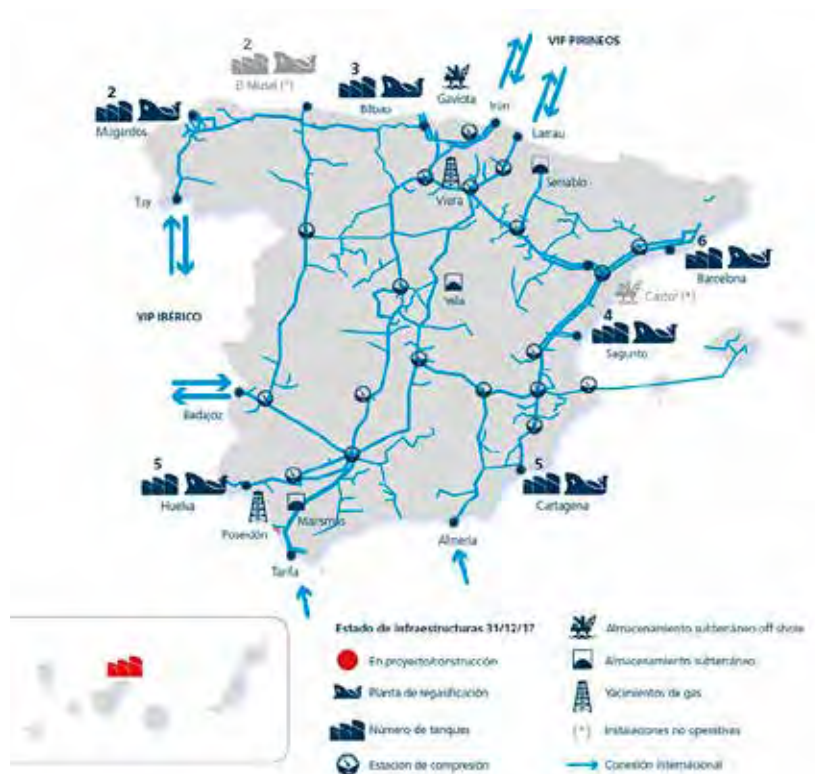 VIP PIRINEOS
2
El Musel (*)
3
Bilbao
Gaviota
Irún
Larrau
2
Mugardos
Tuy
Viura
Serrablo
6
Barcelona
Castor (*)
VIP IBÉRICO
Yela
4
Sagunto
Badajoz
5
Huelva
Poseidón
Marismas
Tarifa
Almería
5
Cartagena
Estado de infraestructuras 31/12/17
En proyecto/construcción
Planta de regasificación
Número de tanques
Estación de compresión
Almacenamiento subterráneo off shore
Almacenamiento subterráneo
Yacimientos de gas
(*) Instalaciones no operativas
Conexión internacional